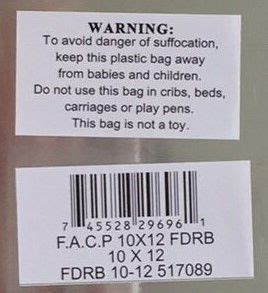 WARNING:
To avoid danger of suffocation,
keep this plastic bag away
from babies and children.
Do not use this bag in cribs, beds,
carriages or play pens.
This bag is not a toy.
7 45528 29696 1
F.A.C.P 10X12 FDRB
10 X 12
FDRB 10-12 517089